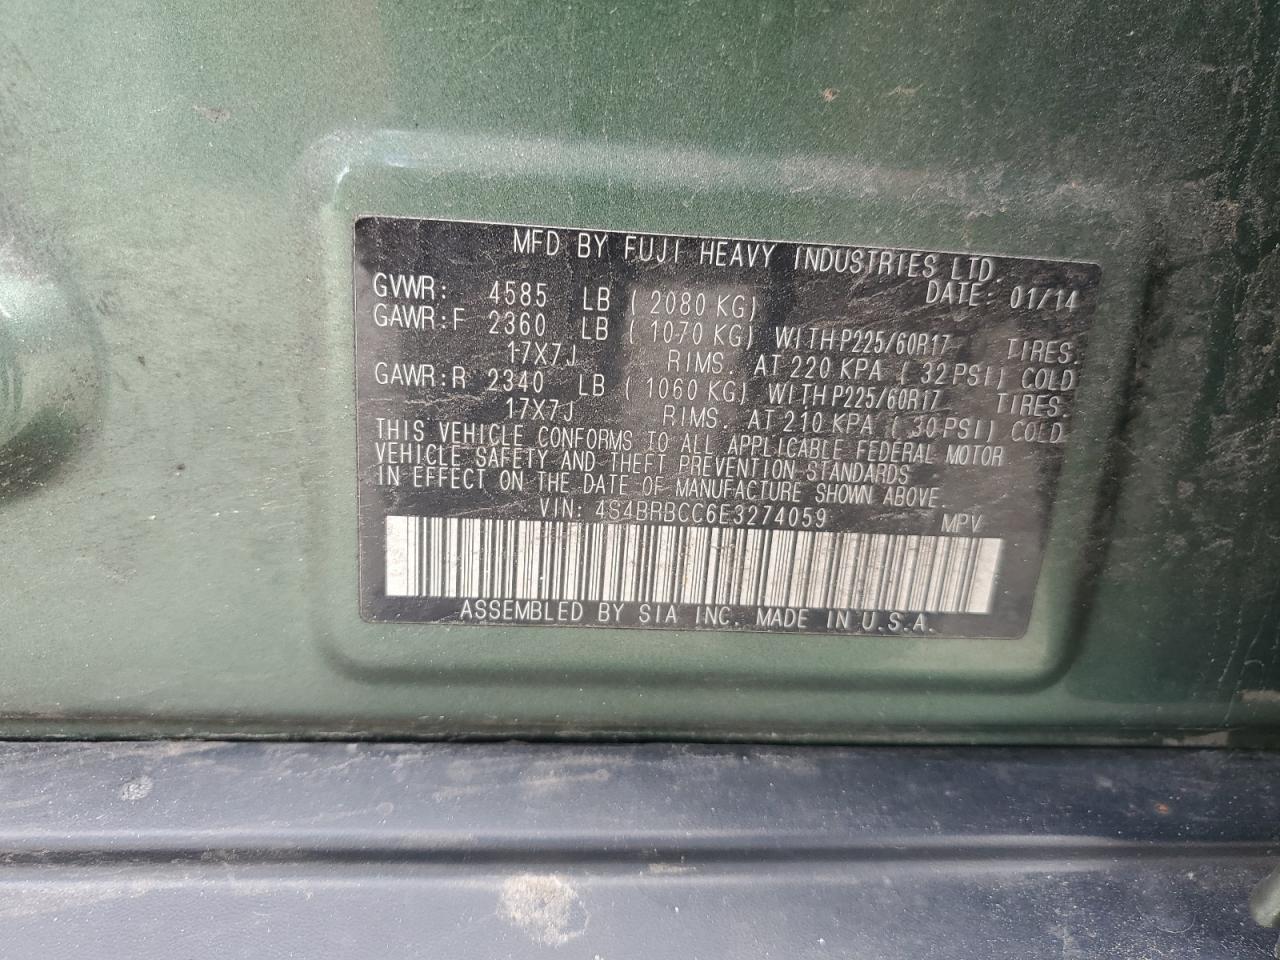 MFD BY FUJI HEAVY INDUSTRIES LTD.
DATE: 01/14
GVWR: 4585 LB ( 2080 KG)
GAWR:F 2360 LB ( 1070 KG) WITH P225/60R17 TIRES.
17X7J RIMS. AT 220 KPA ( 32 PSI) COLD
GAWR:R 2340 LB ( 1060 KG) WITH P225/60R17 TIRES.
17X7J RIMS. AT 210 KPA ( 30 PSI) COLD
THIS VEHICLE CONFORMS TO ALL APPLICABLE FEDERAL MOTOR
VEHICLE SAFETY AND THEFT PREVENTION STANDARDS
IN EFFECT ON THE DATE OF MANUFACTURE SHOWN ABOVE.
VIN: 4S4BRBCC6E3274059 MPV
ASSEMBLED BY SIA INC. MADE IN U.S.A.